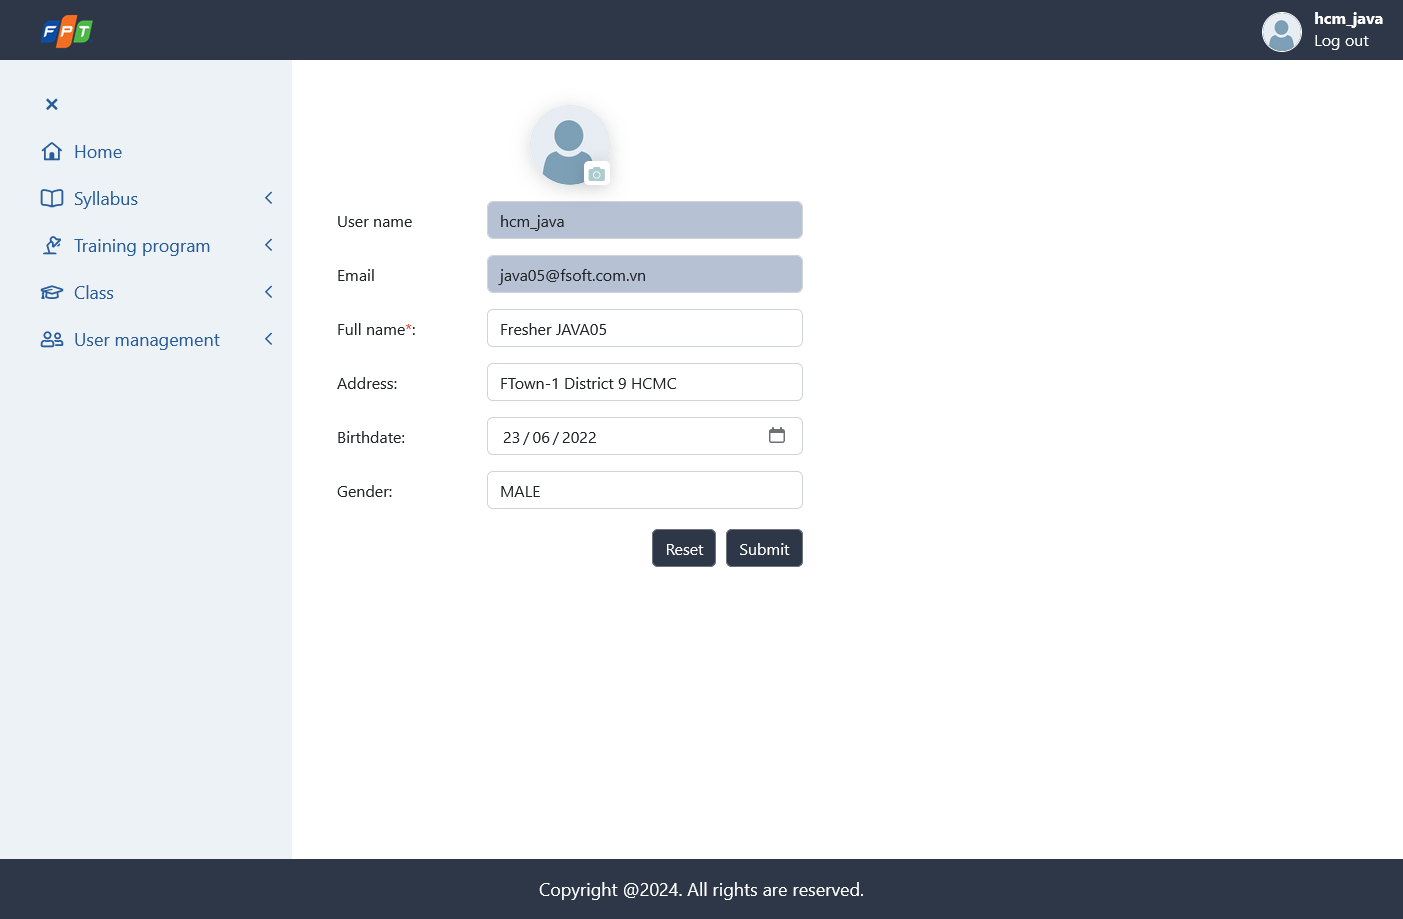 FPT
hcm_java
Log out
Home
Syllabus
Training program
Class
User management
User name
hcm_java
Email
java05@fsoft.com.vn
Full name*:
Fresher JAVA05
Address:
FTown-1 District 9 HCMC
Birthdate:
23/06/2022
Gender:
MALE
Reset
Submit
Copyright @2024. All rights are reserved.